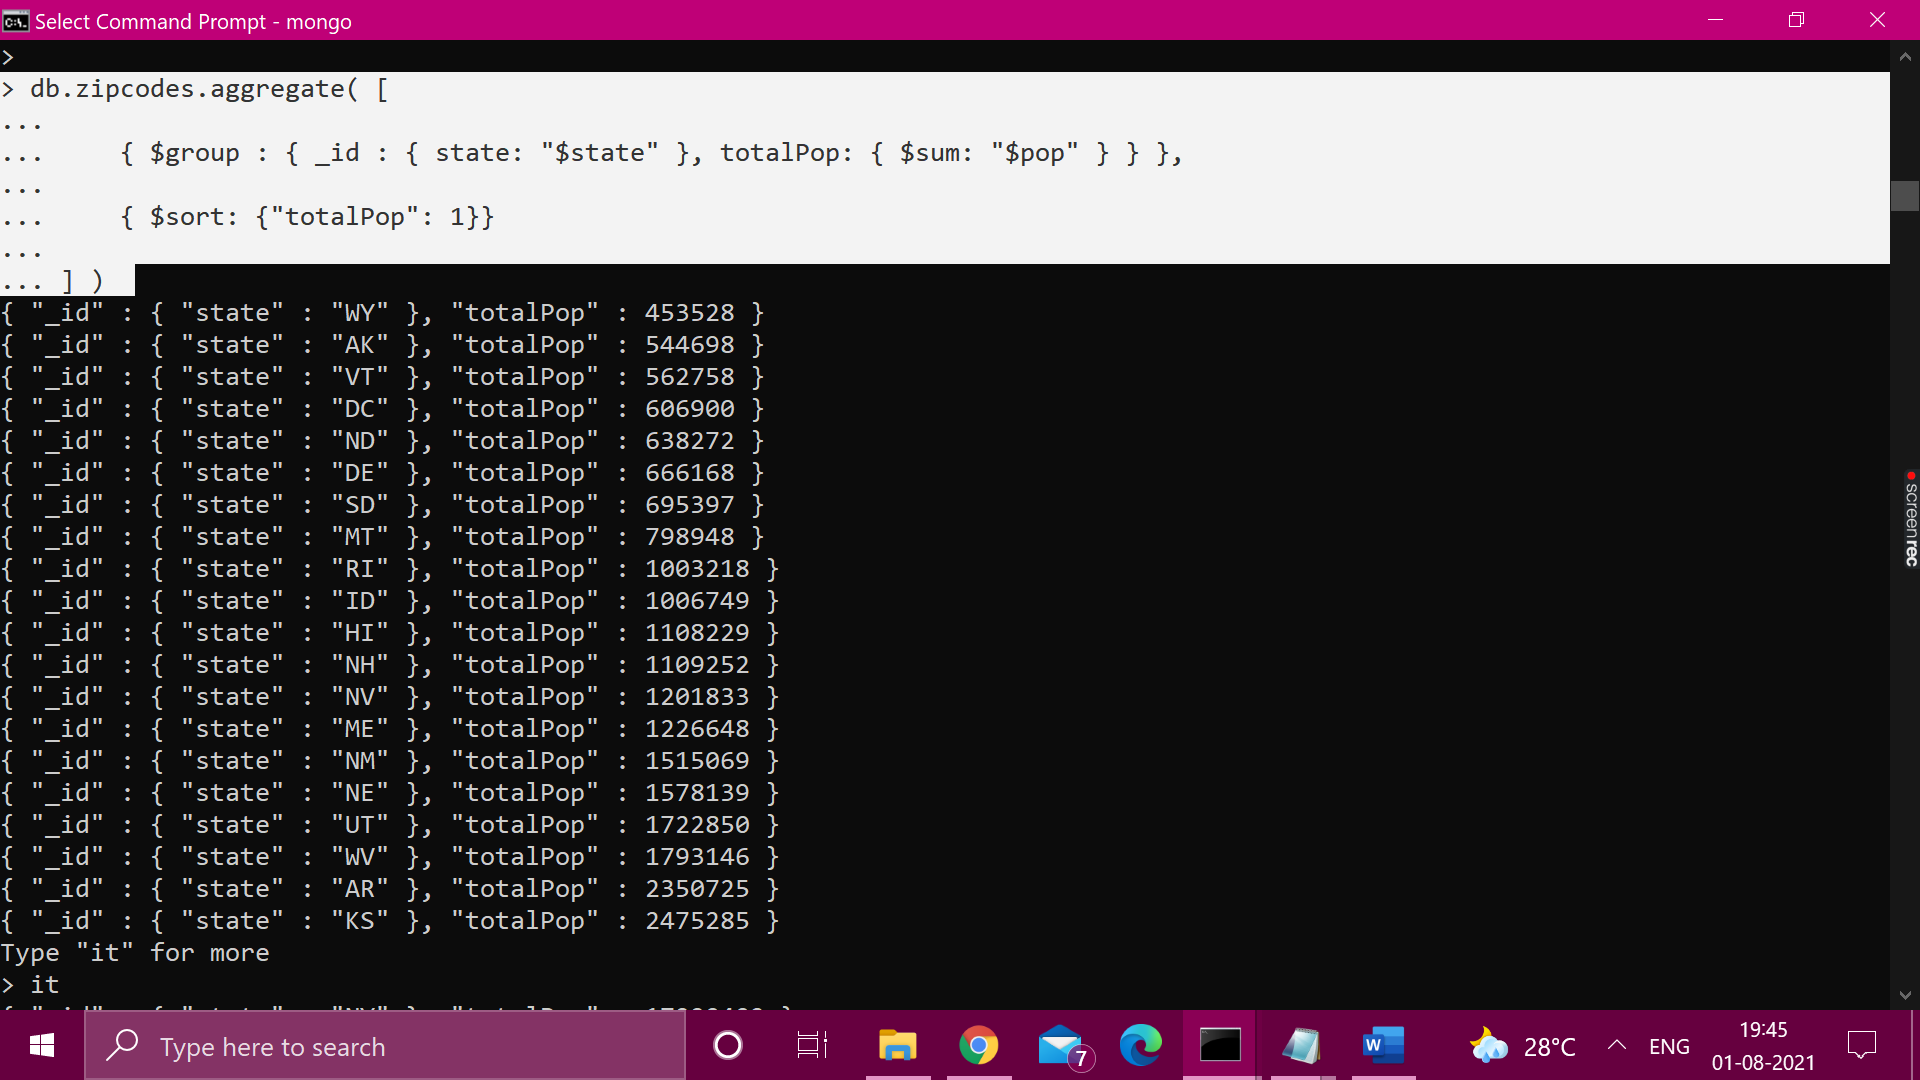 Select Command Prompt - mongo
>
> db.zipcodes.aggregate( [
...
...     { $group : { _id : { state: "$state" }, totalPop: { $sum: "$pop" } } },
...
...     { $sort: {"totalPop": 1}}
...
... ] )
{ "_id" : { "state" : "WY" }, "totalPop" : 453528 }
{ "_id" : { "state" : "AK" }, "totalPop" : 544698 }
{ "_id" : { "state" : "VT" }, "totalPop" : 562758 }
{ "_id" : { "state" : "DC" }, "totalPop" : 606900 }
{ "_id" : { "state" : "ND" }, "totalPop" : 638272 }
{ "_id" : { "state" : "DE" }, "totalPop" : 666168 }
{ "_id" : { "state" : "SD" }, "totalPop" : 695397 }
{ "_id" : { "state" : "MT" }, "totalPop" : 798948 }
{ "_id" : { "state" : "RI" }, "totalPop" : 1003218 }
{ "_id" : { "state" : "ID" }, "totalPop" : 1006749 }
{ "_id" : { "state" : "HI" }, "totalPop" : 1108229 }
{ "_id" : { "state" : "NH" }, "totalPop" : 1109252 }
{ "_id" : { "state" : "NV" }, "totalPop" : 1201833 }
{ "_id" : { "state" : "ME" }, "totalPop" : 1226648 }
{ "_id" : { "state" : "NM" }, "totalPop" : 1515069 }
{ "_id" : { "state" : "NE" }, "totalPop" : 1578139 }
{ "_id" : { "state" : "UT" }, "totalPop" : 1722850 }
{ "_id" : { "state" : "WV" }, "totalPop" : 1793146 }
{ "_id" : { "state" : "AR" }, "totalPop" : 2350725 }
{ "_id" : { "state" : "KS" }, "totalPop" : 2475285 }
Type "it" for more
> it
screenrec
Type here to search
7
W
28°C
ENG
19:45
01-08-2021